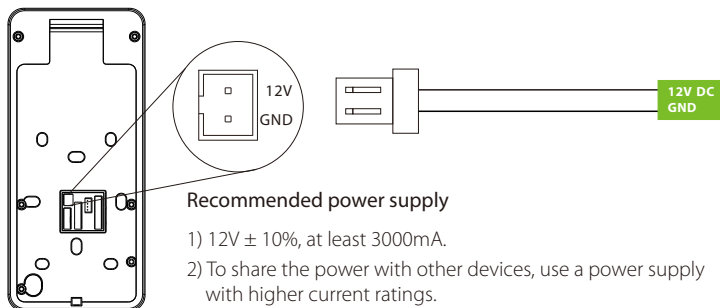 12V
GND
12V DC
GND
Recommended power supply
1) 12V ± 10%, at least 3000mA.
2) To share the power with other devices, use a power supply
with higher current ratings.